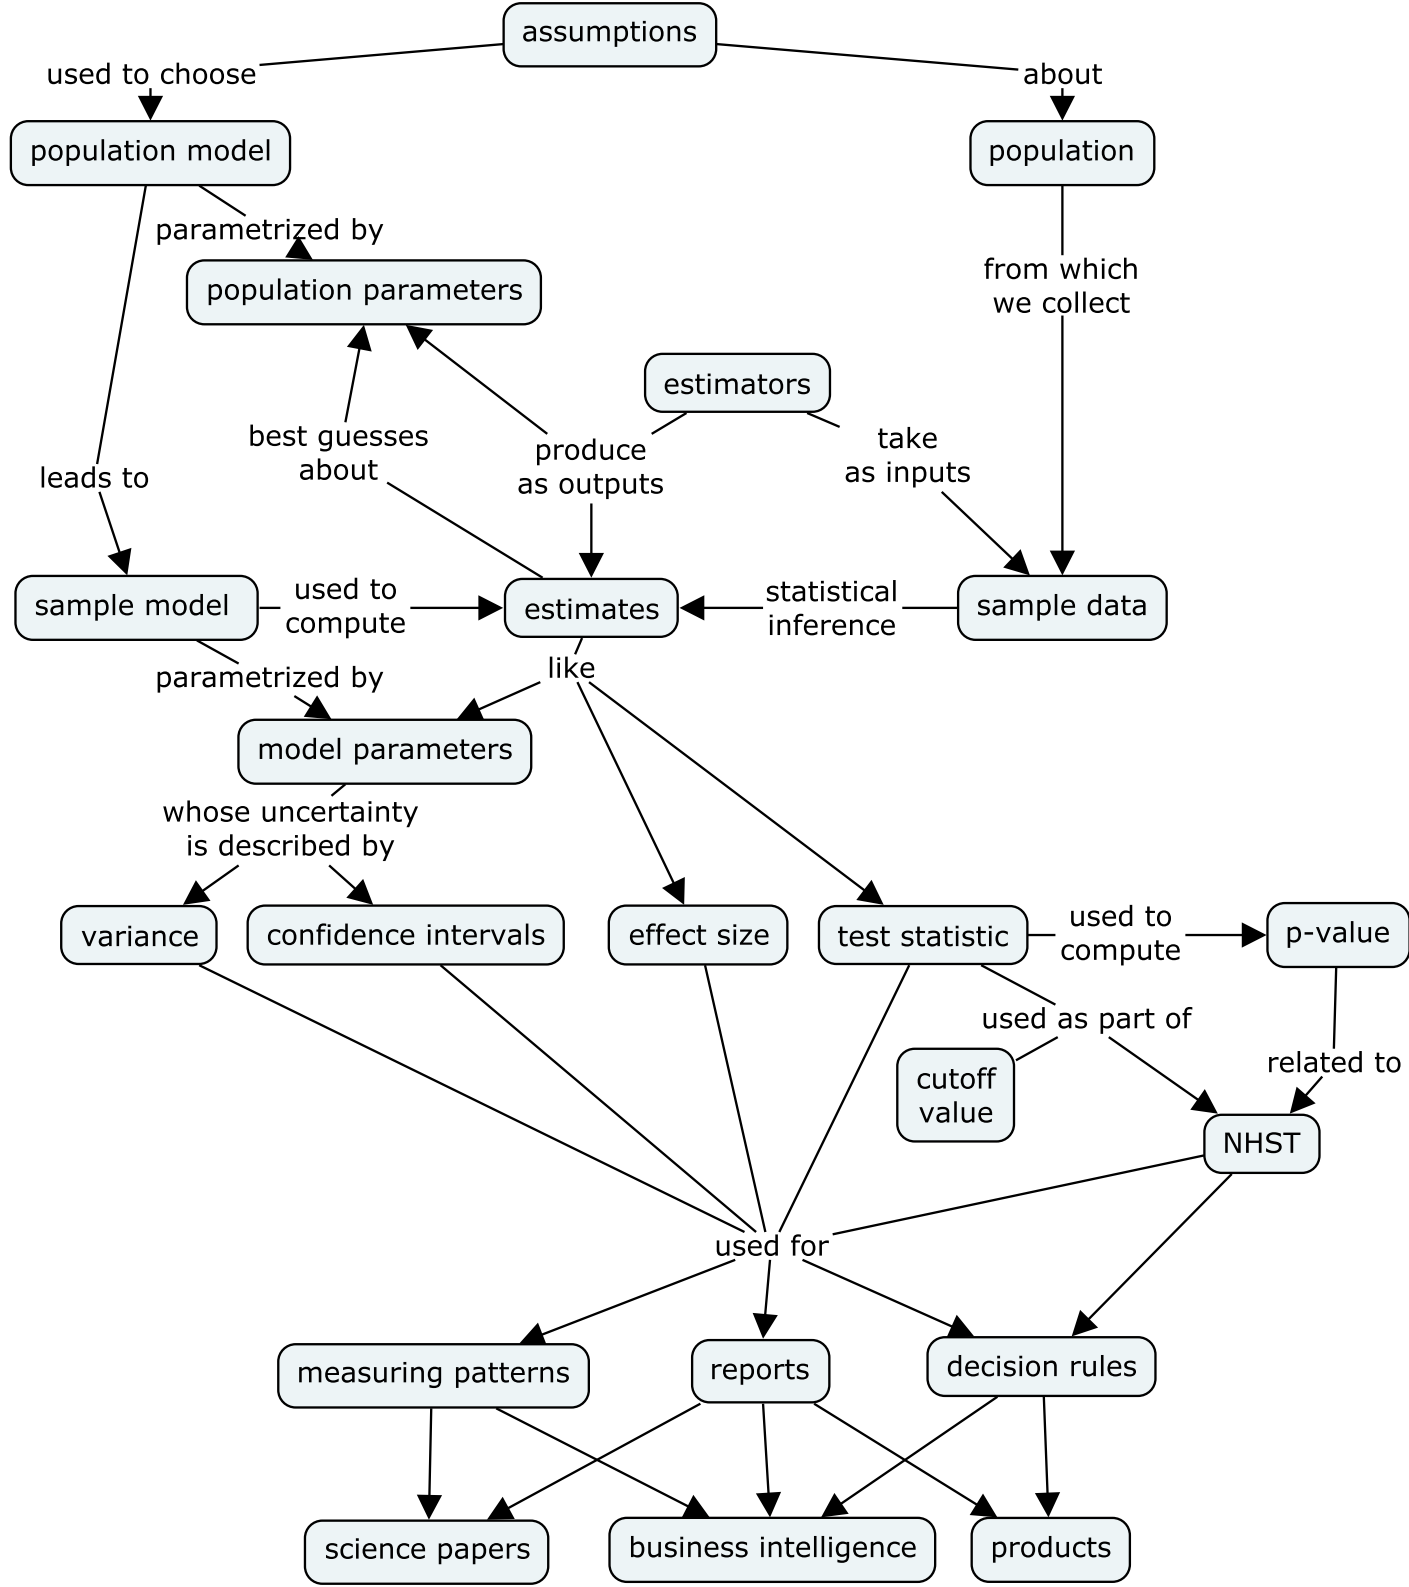 assumptions
used to choose
about
population model
population
parametrized by
population parameters
from which
we collect
estimators
best guesses
about
produce
as outputs
take
as inputs
leads to
sample model
used to
compute
estimates
statistical
inference
sample data
parametrized by
like
model parameters
whose uncertainty
is described by
variance
confidence intervals
effect size
test statistic
used to
compute
p-value
used as part of
cutoff
value
related to
NHST
used for
measuring patterns
reports
decision rules
science papers
business intelligence
products